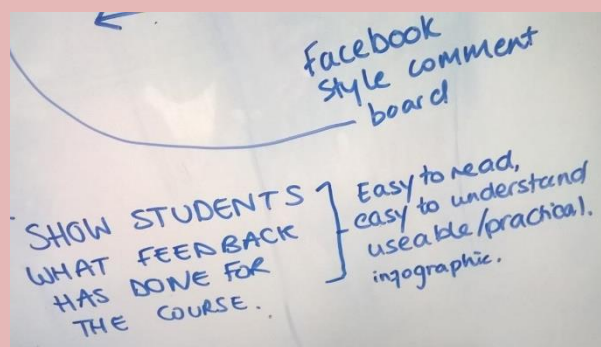 Facebook
style comment
board
SHOW STUDENTS
WHAT FEEDBACK
HAS DONE FOR
THE COURSE.
Easy to read,
easy to understand
useable/practical.
infographic.